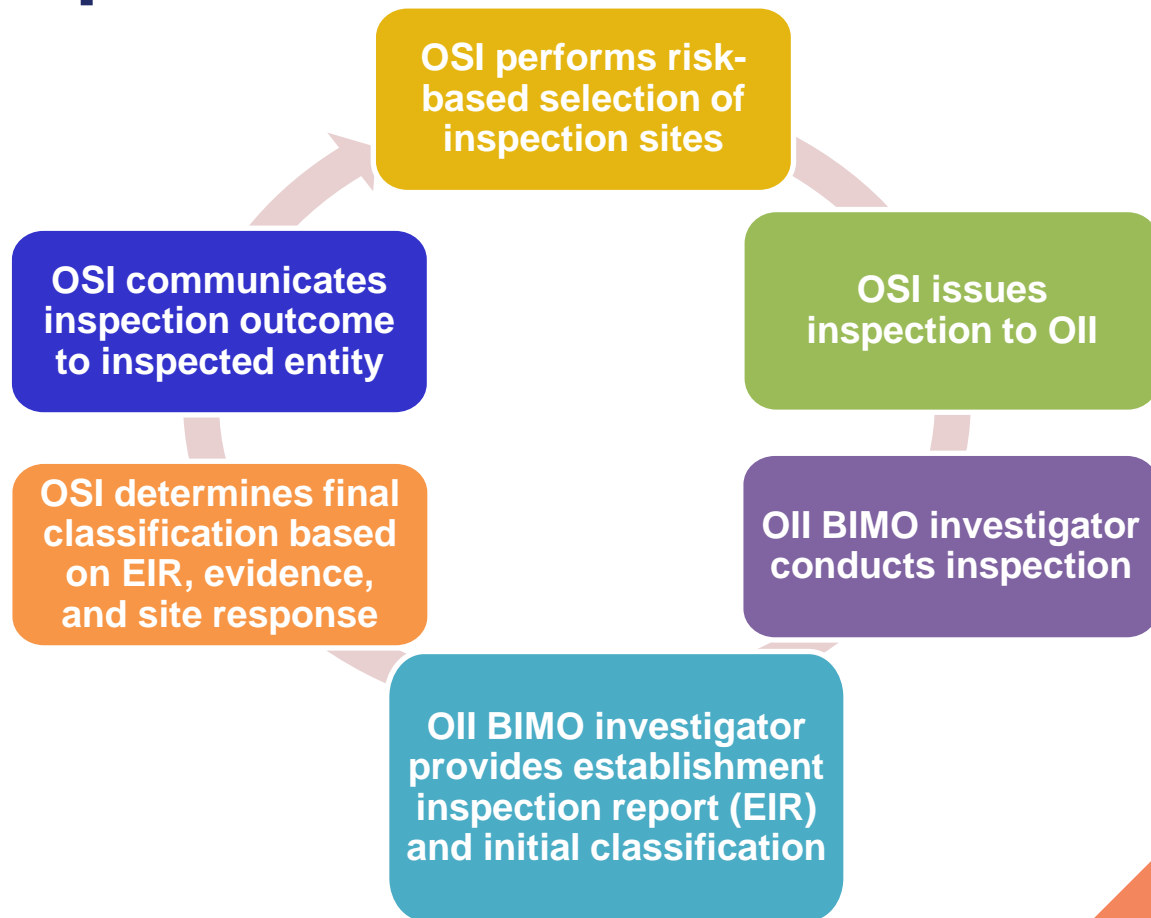 OSI performs risk-
based selection of
inspection sites
OSI issues
inspection to OII
OII BIMO investigator
conducts inspection
OII BIMO investigator
provides establishment
inspection report (EIR)
and initial classification
OSI determines final
classification based
on EIR, evidence,
and site response
OSI communicates
inspection outcome
to inspected entity